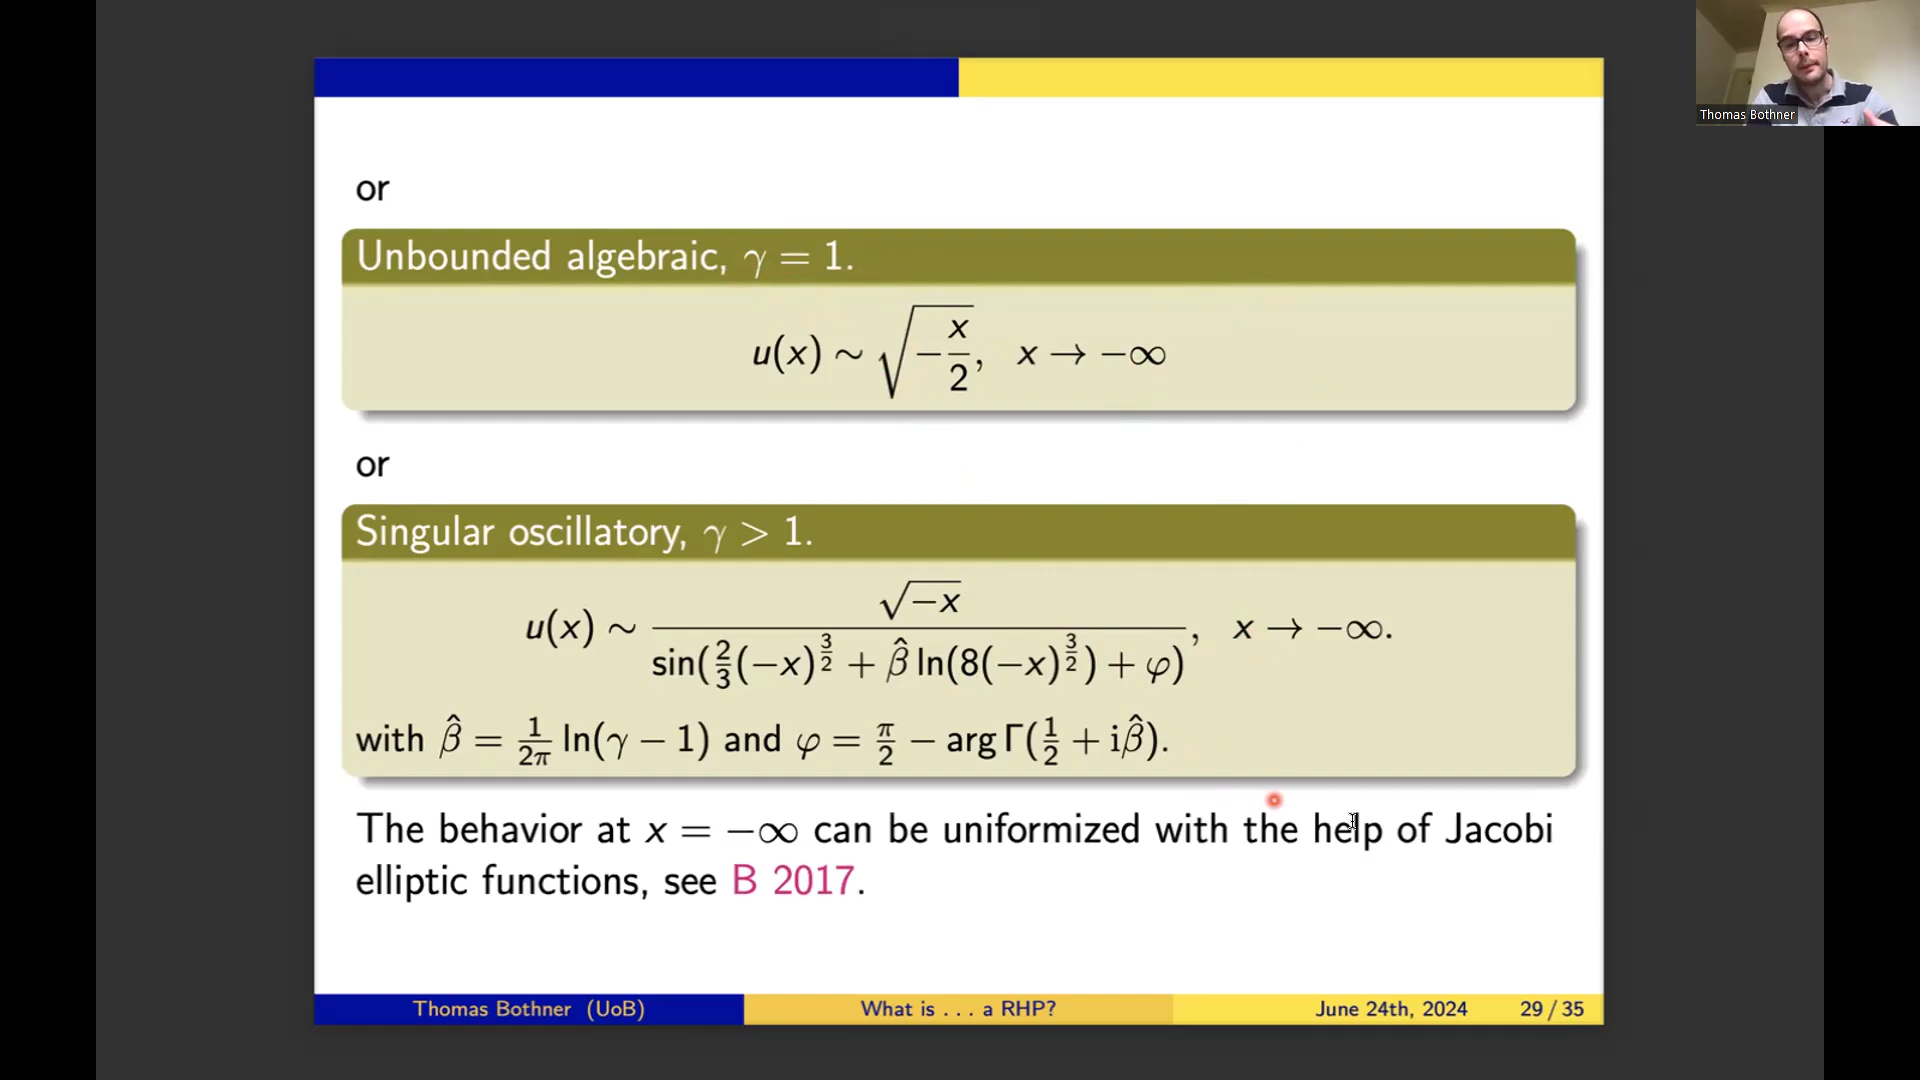 Thomas Bothner
or
Unbounded algebraic, γ = 1.
u(x) ∼ √(−x/2), x → −∞
or
Singular oscillatory, γ > 1.
u(x) ∼ √(−x) / sin(⅔(−x)^(3/2) + β̂ ln(8(−x)^(3/2)) + φ), x → −∞.
with β̂ = 1/(2π) ln(γ − 1) and φ = π/2 − arg Γ(1/2 + iβ̂).
The behavior at x = −∞ can be uniformized with the help of Jacobi
elliptic functions, see B 2017.
Thomas Bothner (UoB) What is . . . a RHP? June 24th, 2024 29 / 35